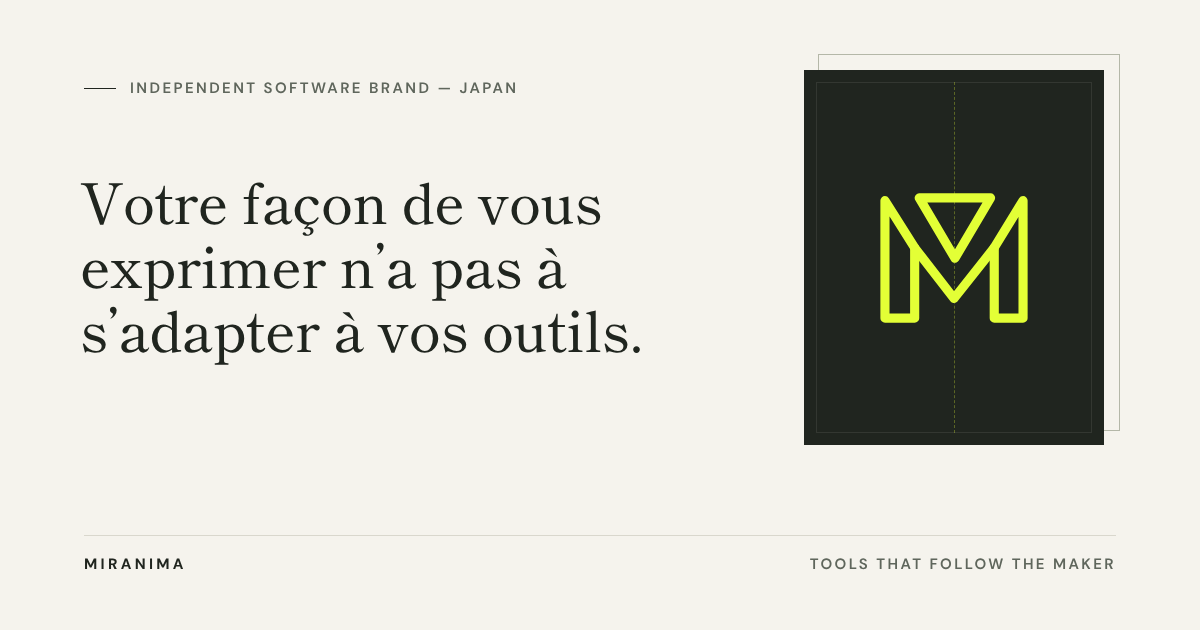 INDEPENDENT SOFTWARE BRAND — JAPAN
Votre façon de vous
exprimer n’a pas à
s’adapter à vos outils.
MIRANIMA
TOOLS THAT FOLLOW THE MAKER